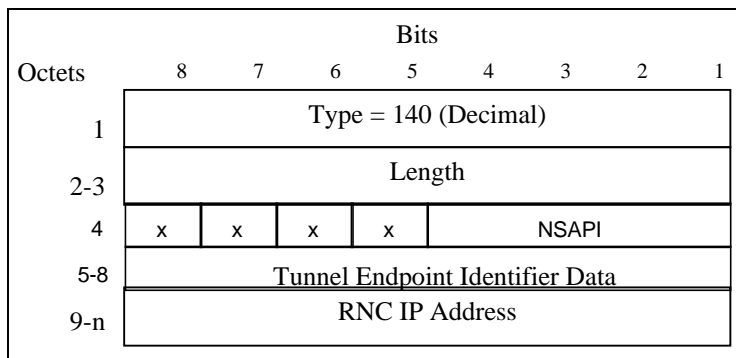 Bits
Octets 8 7 6 5 4 3 2 1
1 Type = 140 (Decimal)
2-3 Length
4 x x x x NSAPI
5-8 Tunnel Endpoint Identifier Data
9-n RNC IP Address